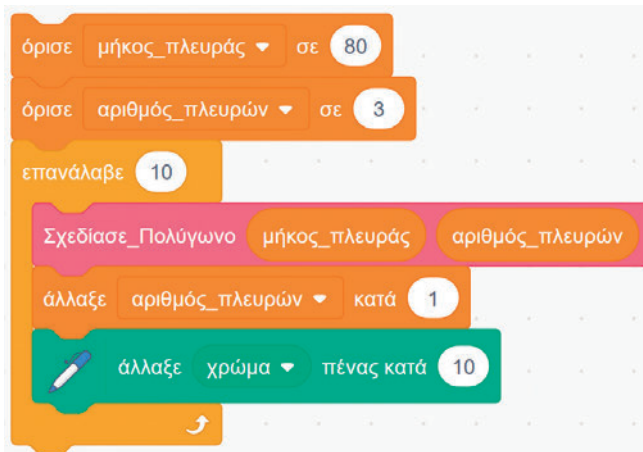 όρισε μήκος_πλευράς σε 80
όρισε αριθμός_πλευρών σε 3
επανάλαβε 10
Σχεδίασε_Πολύγωνο μήκος_πλευράς αριθμός_πλευρών
άλλαξε αριθμός_πλευρών κατά 1
άλλαξε χρώμα πένας κατά 10